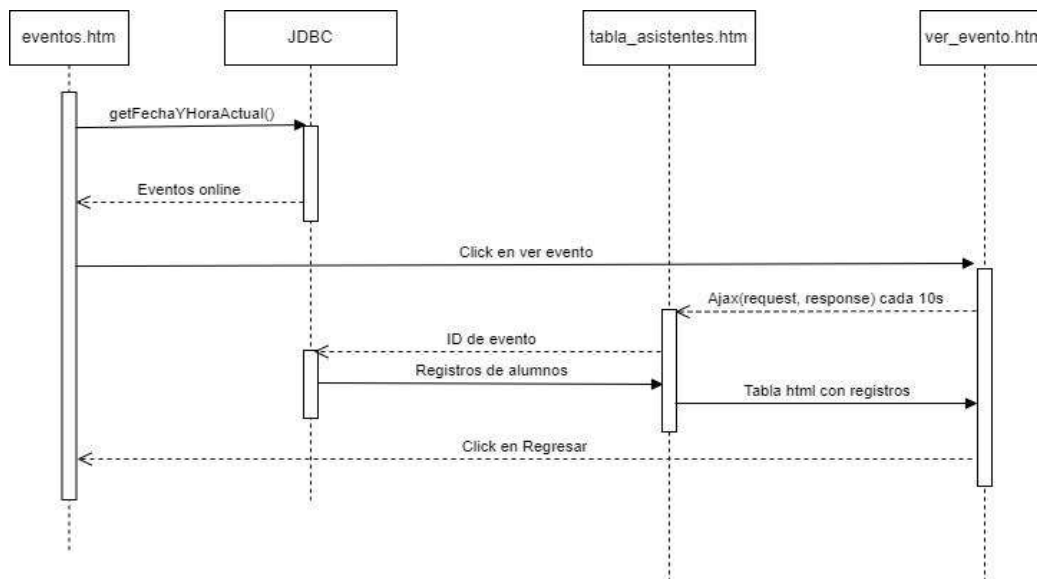 eventos.htm
JDBC
tabla_asistentes.htm
ver_evento.htm
getFechaYHoraActual()
Eventos online
Click en ver evento
Ajax(request, response) cada 10s
ID de evento
Registros de alumnos
Tabla html con registros
Click en Regresar